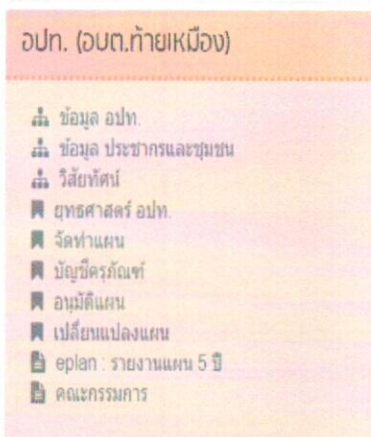 อปท. (อบต.ท้ายเหมือง)
ข้อมูล อปท.
ข้อมูล ประชากรและชุมชน
วิสัยทัศน์
ยุทธศาสตร์ อปท.
จัดทำแผน
บัญชีครุภัณฑ์
อนุมัติแผน
เปลี่ยนแปลงแผน
eplan : รายงานแผน 5 ปี
คณะกรรมการ